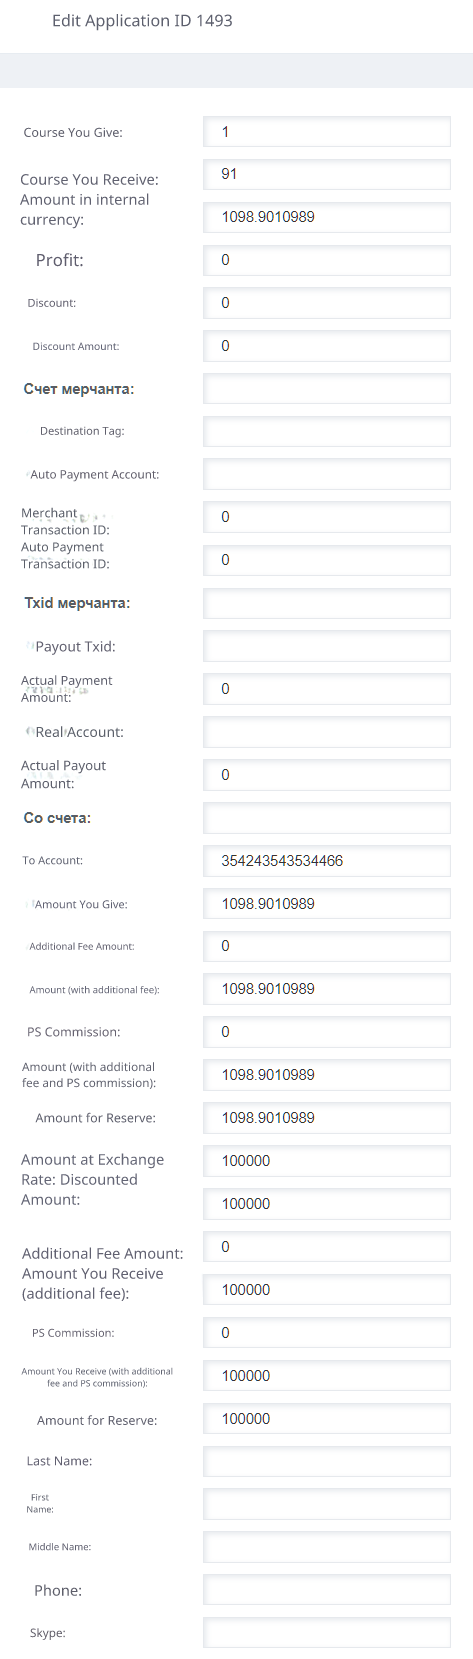 Edit Application ID 1493
Course You Give:
1
Course You Receive:
91
Amount in internal
currency:
1098.9010989
Profit:
0
Discount:
0
Discount Amount:
0
Счет мерчанта:
Destination Tag:
Auto Payment Account:
Merchant
Transaction ID:
0
Auto Payment
Transaction ID:
0
Txid мерчанта:
Payout Txid:
Actual Payment
Amount:
0
Real Account:
Actual Payout
Amount:
0
Со счета:
To Account:
354243543534466
Amount You Give:
1098.9010989
Additional Fee Amount:
0
Amount (with additional fee):
1098.9010989
PS Commission:
0
Amount (with additional
fee and PS commission):
1098.9010989
Amount for Reserve:
1098.9010989
Amount at Exchange
Rate: Discounted
Amount:
100000
100000
Additional Fee Amount:
0
Amount You Receive
(additional fee):
100000
PS Commission:
0
Amount You Receive (with additional
fee and PS commission):
100000
Amount for Reserve:
100000
Last Name:
First
Name:
Middle Name:
Phone:
Skype: